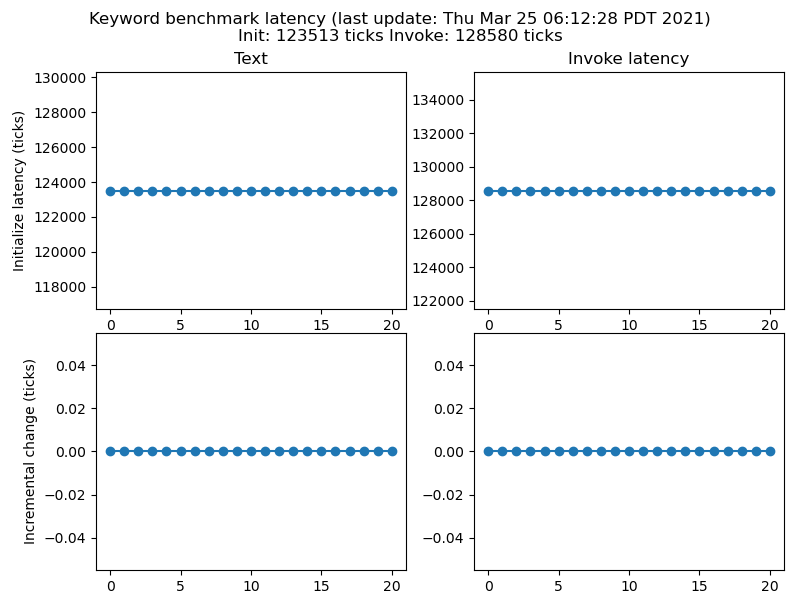 Keyword benchmark latency (last update: Thu Mar 25 06:12:28 PDT 2021)
Init: 123513 ticks Invoke: 128580 ticks
Text
Invoke latency
Initialize latency (ticks)
130000
128000
126000
124000
122000
120000
118000
0 5 10 15 20
134000
132000
130000
128000
126000
124000
122000
0 5 10 15 20
Incremental change (ticks)
0.04
0.02
0.00
−0.02
−0.04
0 5 10 15 20
0.04
0.02
0.00
−0.02
−0.04
0 5 10 15 20